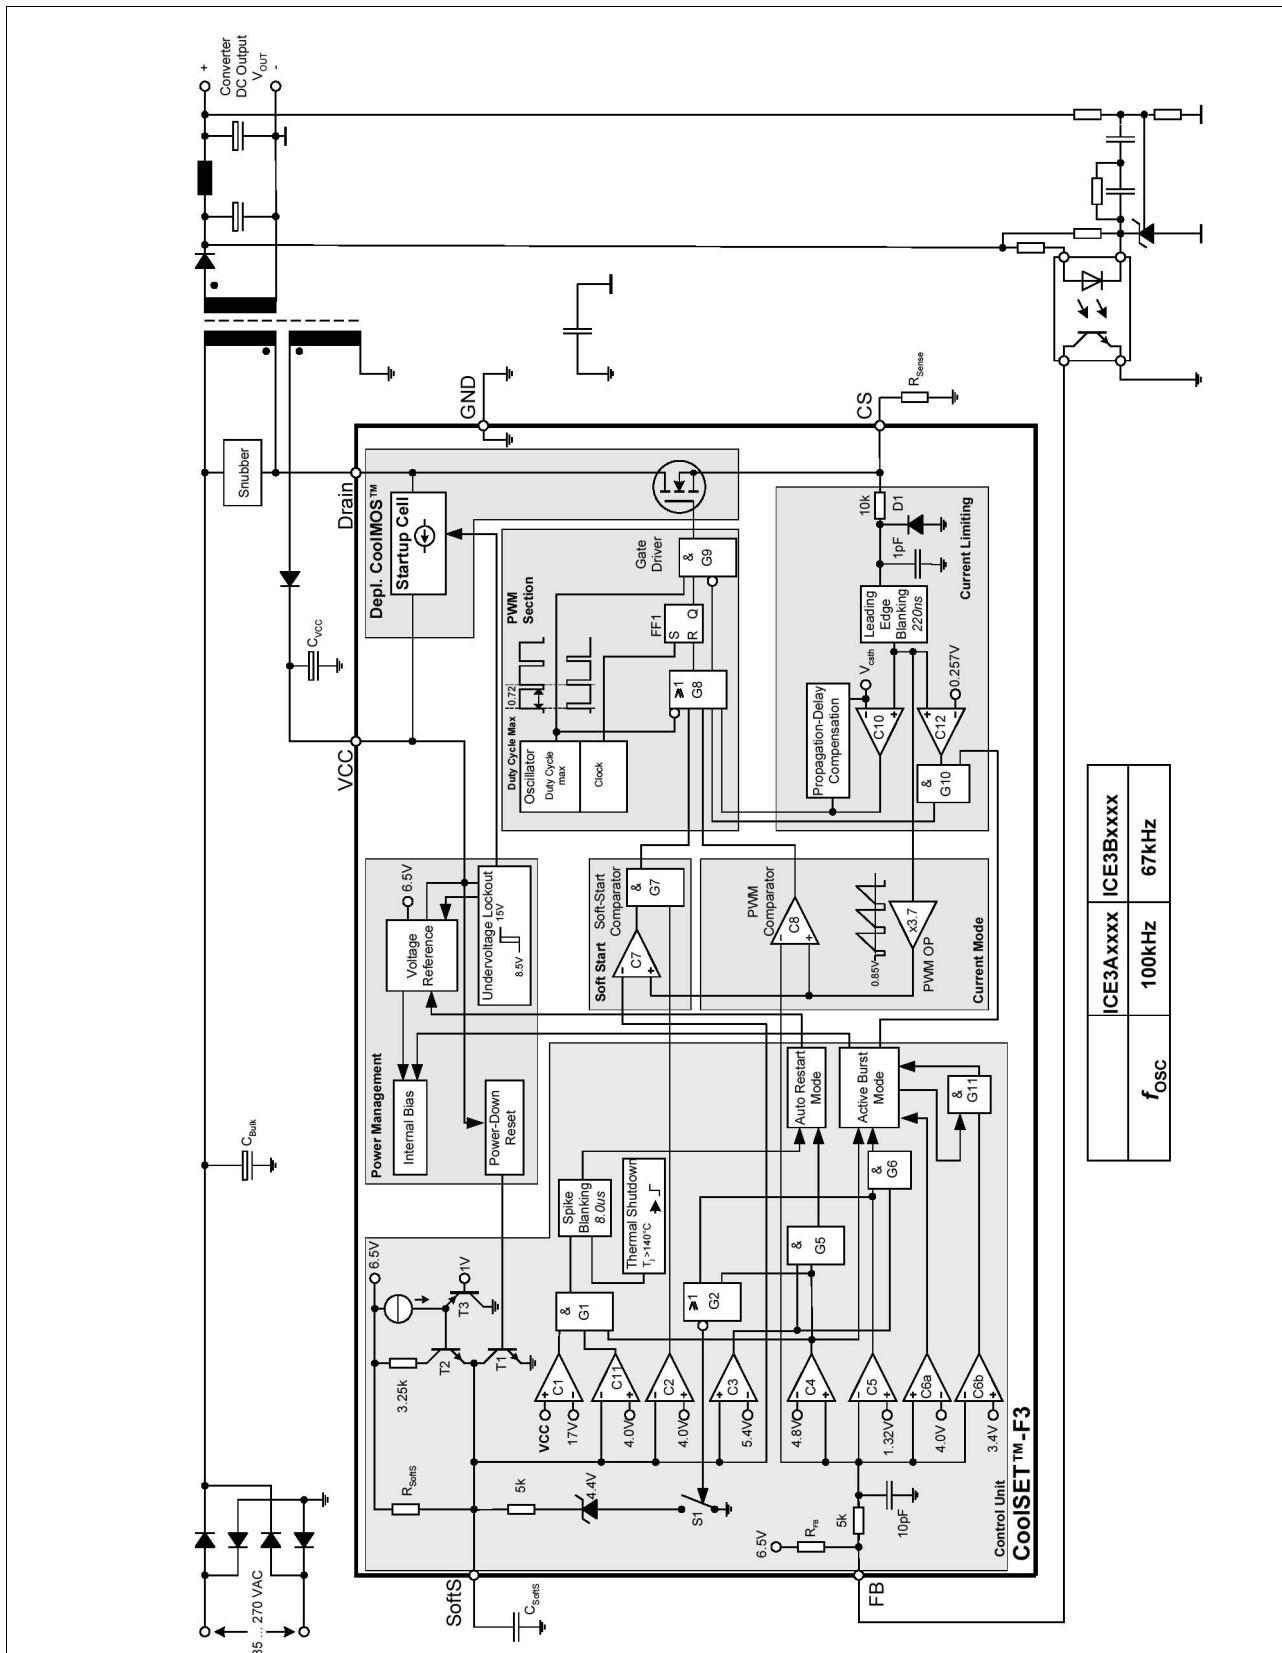 85 ... 270 VAC
C_Bulk
Snubber
+
Converter
DC Output
V_OUT
-
C_VCC
VCC
Drain
GND
CS
R_Sense
SoftS
C_SoftS
FB
Power Management
Internal Bias
Voltage
Reference
6.5V
Undervoltage Lockout
15V
8.5V
Power-Down
Reset
Depl. CoolMOS™
Startup Cell
PWM
Section
Duty Cycle Max
Oscillator
Duty Cycle
max
Clock
0.72
FF1
S
R
Q
≥1
G8
Gate
Driver
&
G9
Soft Start
Soft-Start
Comparator
C7
-
+
&
G7
PWM
Comparator
C8
-
+
0.85V
x3.7
PWM OP
Current Mode
Propagation-Delay
Compensation
V_csth
C10
-
+
C12
+
-
0.257V
&
G10
Leading
Edge
Blanking
220ns
10k
D1
1pF
Current Limiting
6.5V
3.25k
R_SoftS
T2
T3
1V
T1
5k
4.4V
S1
VCC
17V
+
-
C1
4.0V
-
+
C11
4.0V
-
+
C2
5.4V
+
-
C3
4.8V
-
+
C4
1.32V
-
+
C5
4.0V
+
-
C6a
3.4V
-
+
C6b
&
G1
Spike
Blanking
8.0us
Thermal Shutdown
T_j >140°C
≥1
G2
&
G5
&
G6
&
G11
Auto Restart
Mode
Active Burst
Mode
6.5V
R_FB
5k
10pF
Control Unit
CoolSET™-F3
ICE3Axxxx ICE3Bxxxx
f_OSC 100kHz 67kHz